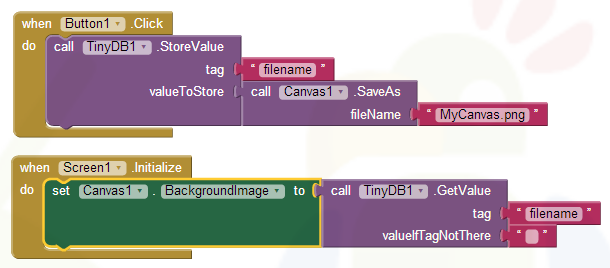 when Button1 .Click
do call TinyDB1 .StoreValue
tag " filename "
valueToStore call Canvas1 .SaveAs
fileName " MyCanvas.png "
when Screen1 .Initialize
do set Canvas1 . BackgroundImage to call TinyDB1 .GetValue
tag " filename "
valueIfTagNotThere " "